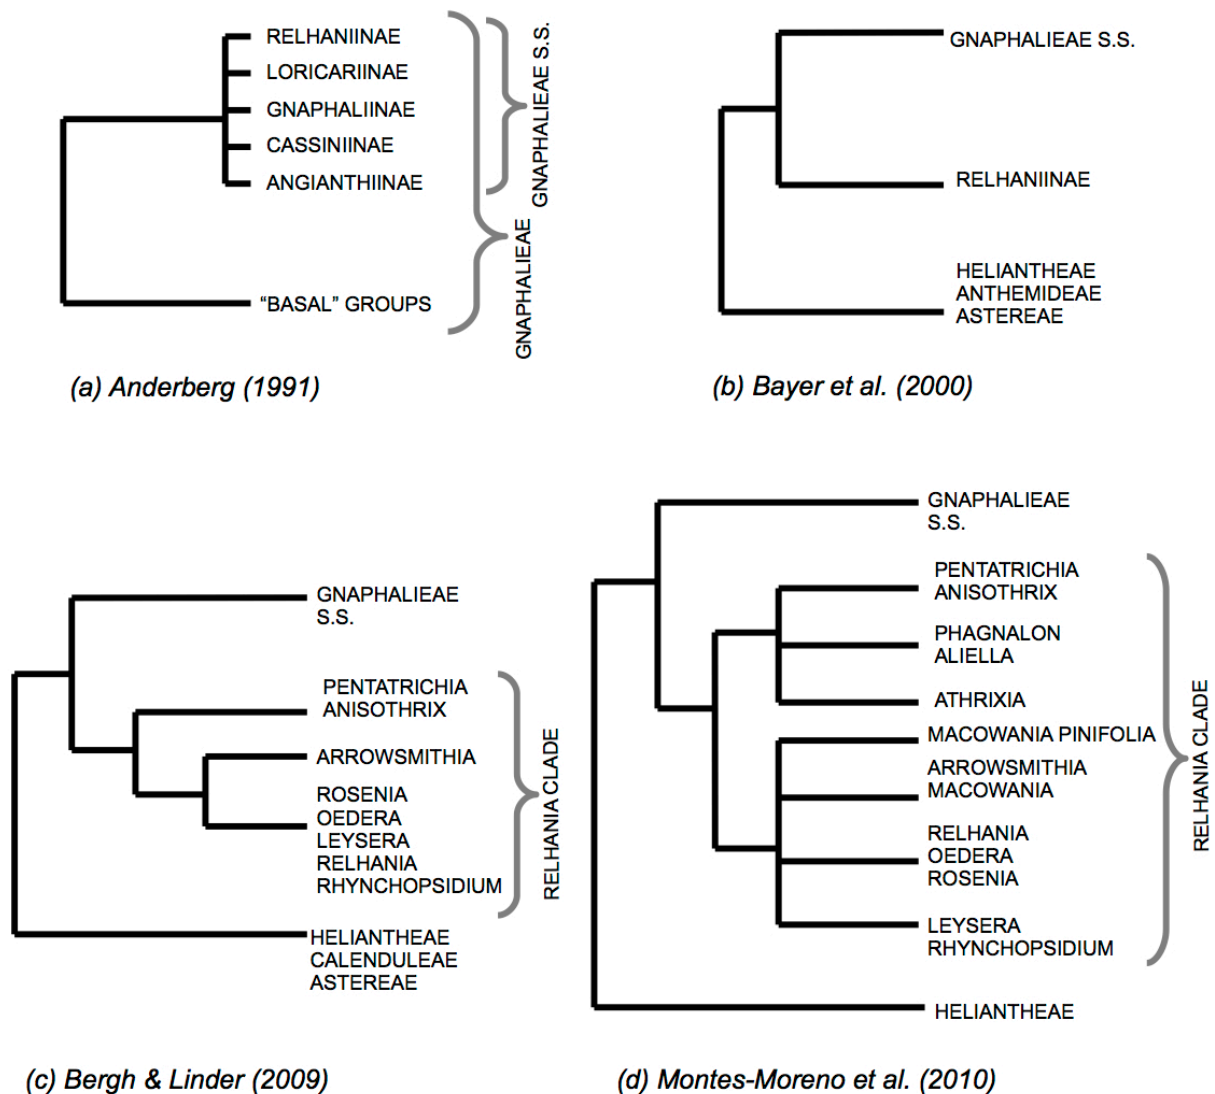 RELHANIINAE
LORICARIINAE
GNAPHALIINAE
CASSINIINAE
ANGIANTHIINAE
“BASAL” GROUPS
GNAPHALIEAE S.S.
GNAPHALIEAE
(a) Anderberg (1991)
GNAPHALIEAE S.S.
RELHANIINAE
HELIANTHEAE
ANTHEMIDEAE
ASTEREAE
(b) Bayer et al. (2000)
GNAPHALIEAE
S.S.
PENTATRICHIA
ANISOTHRIX
ARROWSMITHIA
ROSENIA
OEDERA
LEYSERA
RELHANIA
RHYNCHOPSIDIUM
HELIANTHEAE
CALENDULEAE
ASTEREAE
RELHANIA CLADE
(c) Bergh & Linder (2009)
GNAPHALIEAE
S.S.
PENTATRICHIA
ANISOTHRIX
PHAGNALON
ALIELLA
ATHRIXIA
MACOWANIA PINIFOLIA
ARROWSMITHIA
MACOWANIA
RELHANIA
OEDERA
ROSENIA
LEYSERA
RHYNCHOPSIDIUM
HELIANTHEAE
RELHANIA CLADE
(d) Montes-Moreno et al. (2010)